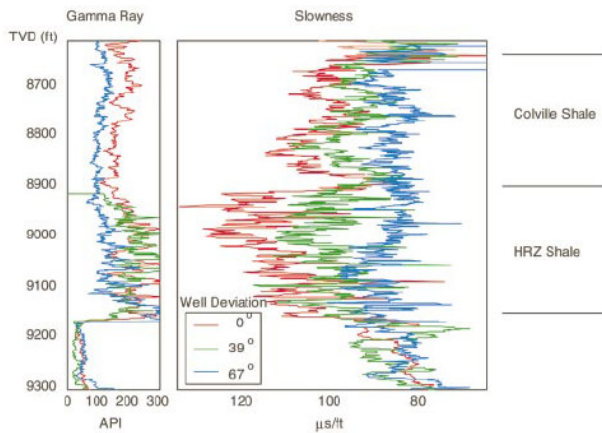 Gamma Ray
Slowness
TVD (ft)
8700
8800
8900
9000
9100
9200
9300
Colville Shale
HRZ Shale
Well Deviation
0°
39°
67°
0 100 200 300
API
120 100 80
µs/ft